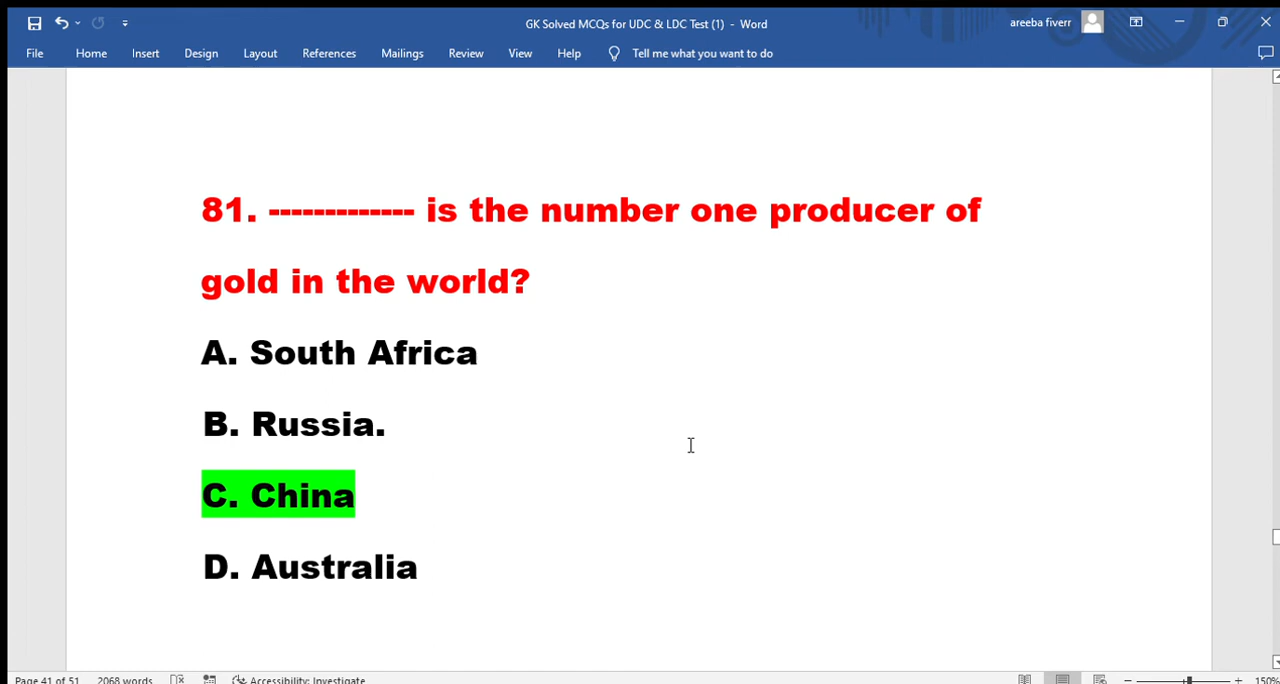 GK Solved MCQs for UDC & LDC Test (1) - Word
areeba fiverr
File Home Insert Design Layout References Mailings Review View Help Tell me what you want to do
81. ------------- is the number one producer of
gold in the world?
A. South Africa
B. Russia.
C. China
D. Australia
Page 41 of 51 2068 words Accessibility: Investigate 150%